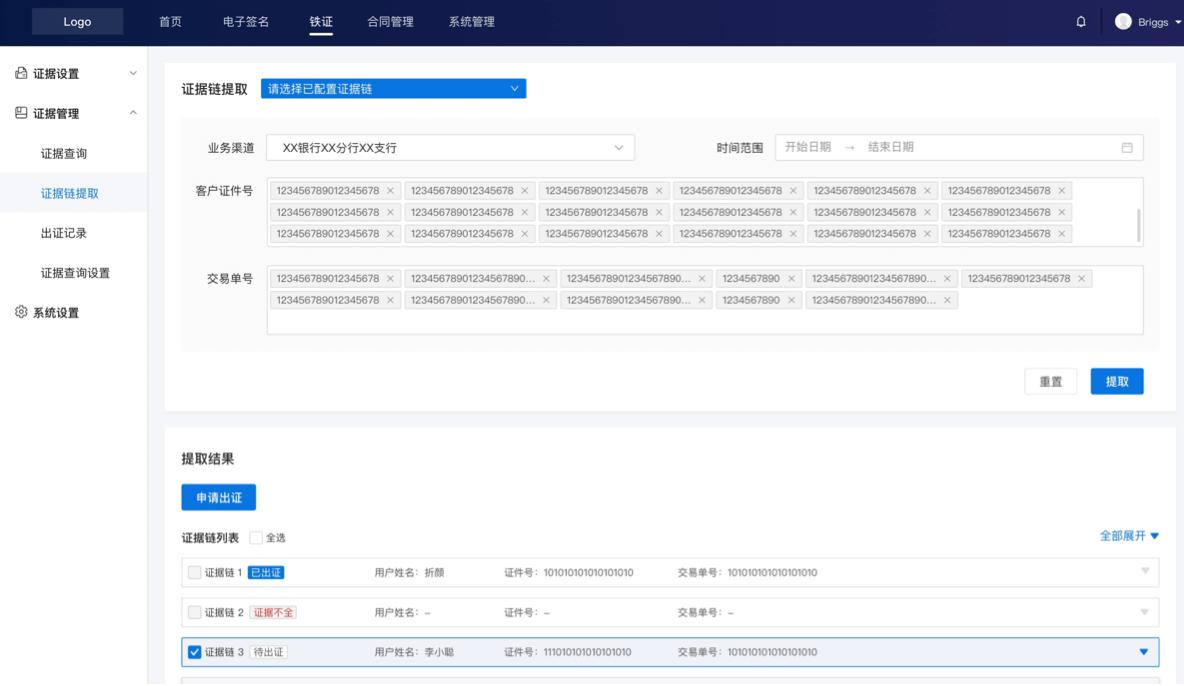 Logo 首页 电子签名 铁证 合同管理 系统管理 Briggs
证据设置
证据管理
证据查询
证据链提取
出证记录
证据查询设置
系统设置
证据链提取 请选择已配置证据链
业务渠道 XX银行XX分行XX支行 时间范围 开始日期 → 结束日期
客户证件号 123456789012345678 × 123456789012345678 × 123456789012345678 × 123456789012345678 × 123456789012345678 × 123456789012345678 ×
123456789012345678 × 123456789012345678 × 123456789012345678 × 123456789012345678 × 123456789012345678 × 123456789012345678 ×
123456789012345678 × 123456789012345678 × 123456789012345678 × 123456789012345678 × 123456789012345678 × 123456789012345678 ×
交易单号 123456789012345678 × 12345678901234567890... × 12345678901234567890... × 1234567890 × 12345678901234567890... × 123456789012345678 ×
123456789012345678 × 12345678901234567890... × 12345678901234567890... × 1234567890 × 12345678901234567890... ×
重置 提取
提取结果
申请出证
证据链列表 全选 全部展开
证据链 1 已出证 用户姓名：折颜 证件号：101010101010101010 交易单号：101010101010101010
证据链 2 证据不全 用户姓名：– 证件号：– 交易单号：–
证据链 3 待出证 用户姓名：李小聪 证件号：111010101010101010 交易单号：101010101010101010